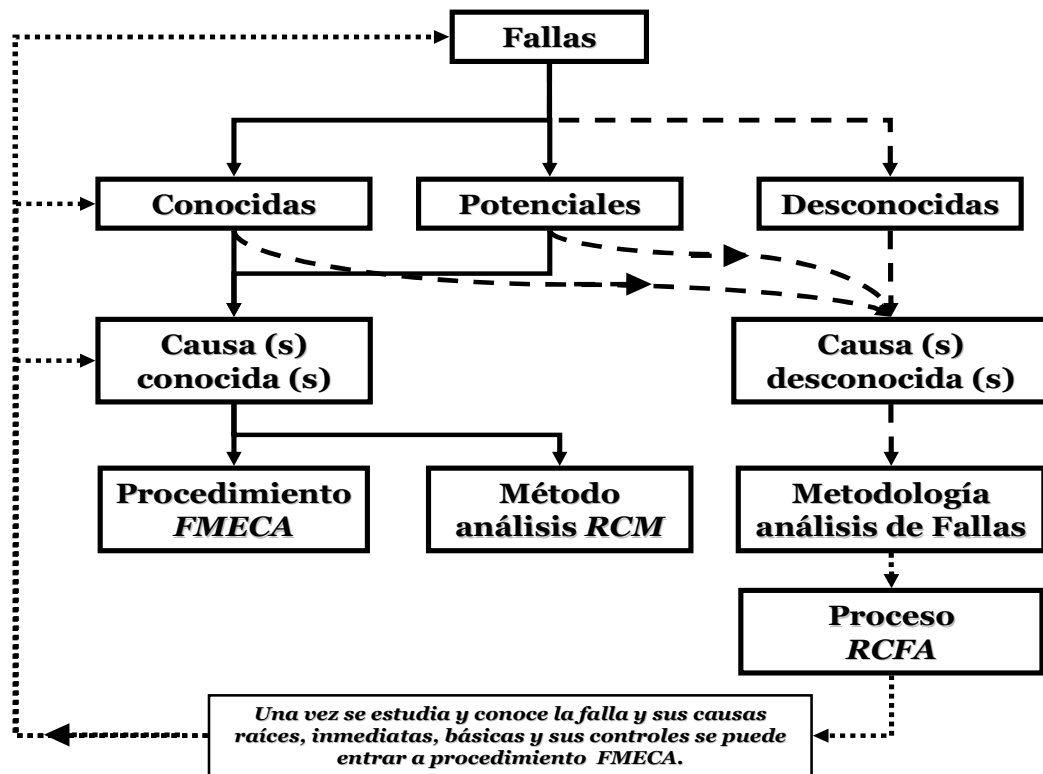 Fallas
Conocidas
Potenciales
Desconocidas
Causa (s)
conocida (s)
Causa (s)
desconocida (s)
Procedimiento
FMECA
Método
análisis RCM
Metodología
análisis de Fallas
Proceso
RCFA
Una vez se estudia y conoce la falla y sus causas
raíces, inmediatas, básicas y sus controles se puede
entrar a procedimiento FMECA.